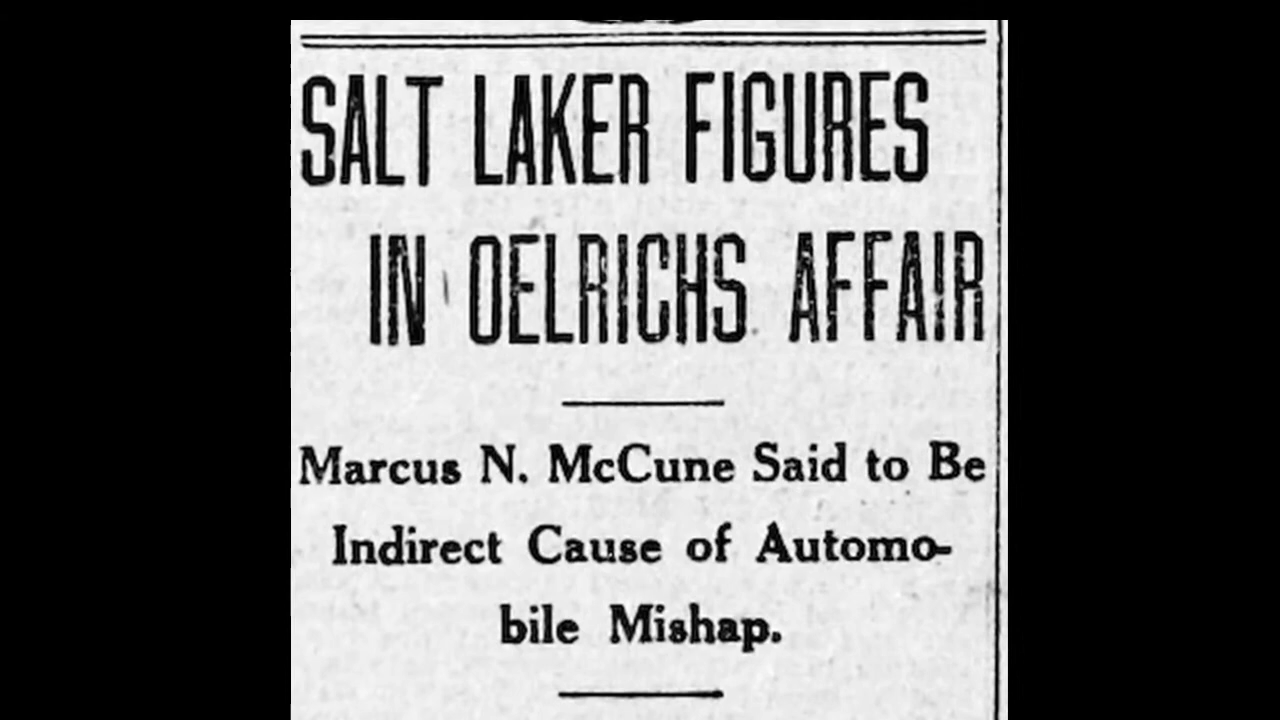 SALT LAKER FIGURES
IN OELRICHS AFFAIR
Marcus N. McCune Said to Be
Indirect Cause of Automo-
bile Mishap.